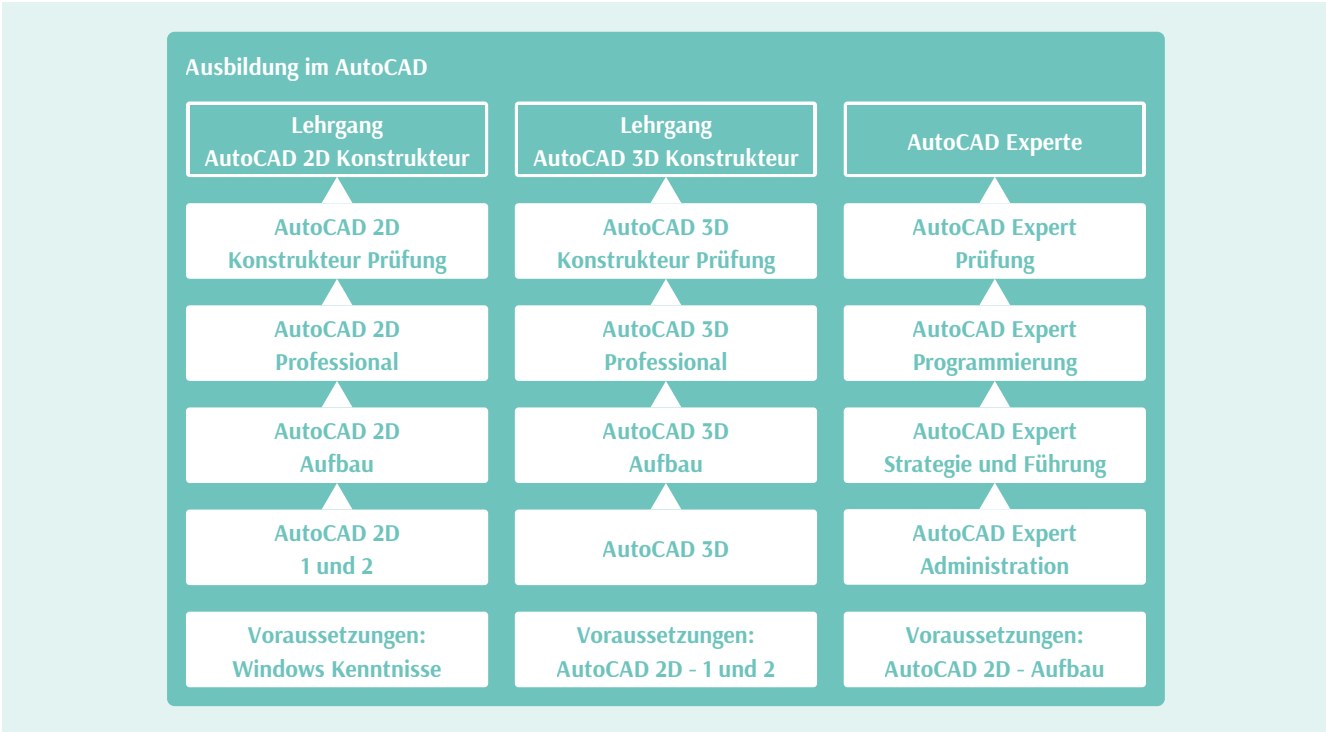 Ausbildung im AutoCAD
Lehrgang
AutoCAD 2D Konstrukteur
AutoCAD 2D
Konstrukteur Prüfung
AutoCAD 2D
Professional
AutoCAD 2D
Aufbau
AutoCAD 2D
1 und 2
Voraussetzungen:
Windows Kenntnisse
Lehrgang
AutoCAD 3D Konstrukteur
AutoCAD 3D
Konstrukteur Prüfung
AutoCAD 3D
Professional
AutoCAD 3D
Aufbau
AutoCAD 3D
Voraussetzungen:
AutoCAD 2D - 1 und 2
AutoCAD Experte
AutoCAD Expert
Prüfung
AutoCAD Expert
Programmierung
AutoCAD Expert
Strategie und Führung
AutoCAD Expert
Administration
Voraussetzungen:
AutoCAD 2D - Aufbau